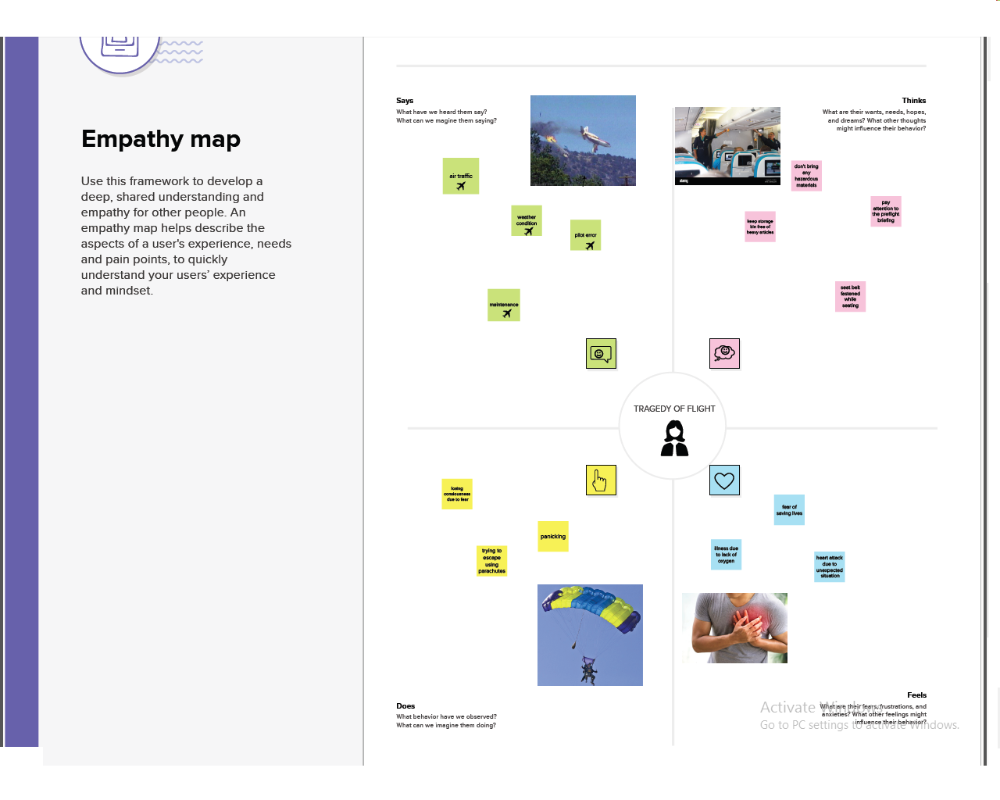 Empathy map
Use this framework to develop a
deep, shared understanding and
empathy for other people. An
empathy map helps describe the
aspects of a user's experience, needs
and pain points, to quickly
understand your users’ experience
and mindset.
Says
What have we heard them say?
What can we magine them saying?
air traffic
weather
condition
pilot error
maintenance
Thinks
What are their wants, needs, hopes,
and dreams? What other thoughts
might influence their behavior?
alamy
don't bring
any
hazardous
materials
pay
attention to
the preflight
briefing
keep storage
bin free of
heavy articles
seat belt
fastened
while
seating
TRAGEDY OF FLIGHT
losing
consiousness
due to fear
panicking
trying to
escape
using
parachutes
Does
What behavior have we observed?
What can we imagine them doing?
fear of
saving lives
illness due
to lack of
oxygen
heart attack
due to
unexpected
situation
Feels
What are their fears, frustrations, and
anxieties? What other feelings might
influence their behavior?
Activate Windows
Go to PC settings to activate Windows.